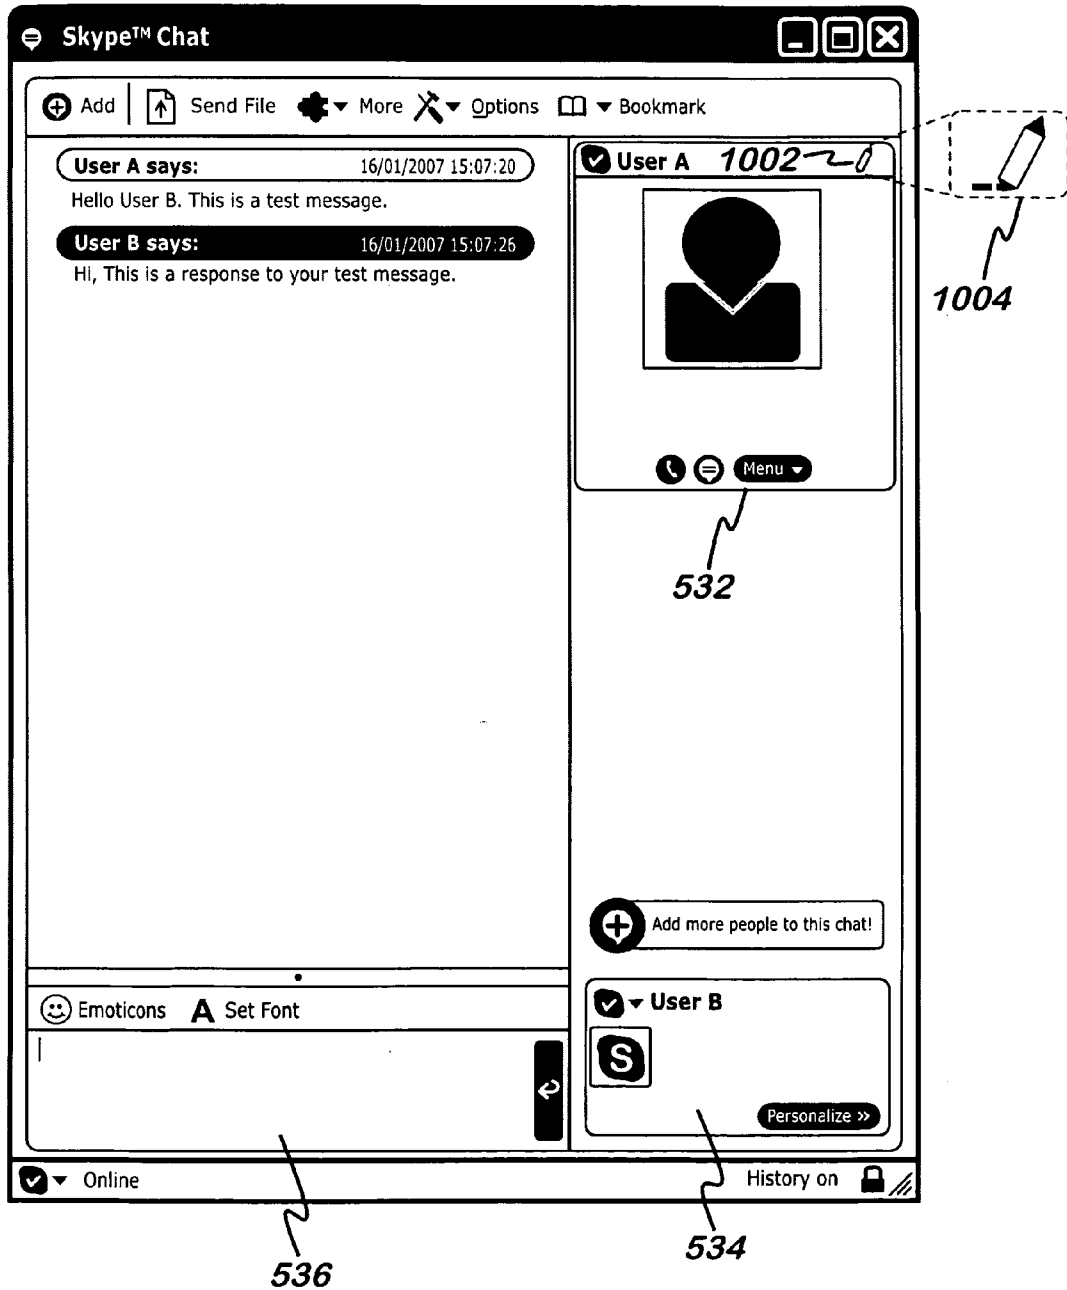 Skype™ Chat
Add Send File More Options Bookmark
User A says: 16/01/2007 15:07:20
Hello User B. This is a test message.
User B says: 16/01/2007 15:07:26
Hi, This is a response to your test message.
User A 1002
1004
Menu
532
Add more people to this chat!
Emoticons A Set Font
User B
S
Personalize »
Online History on
536
534